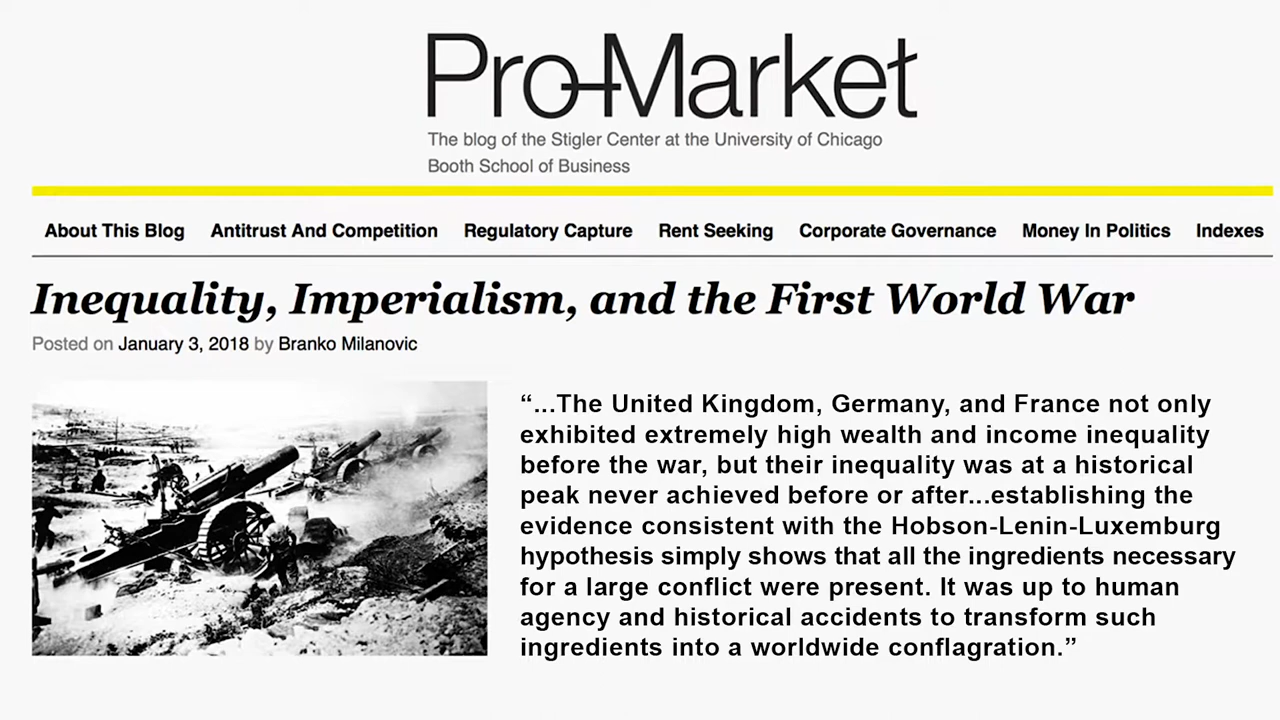 Pro-Market
The blog of the Stigler Center at the University of Chicago
Booth School of Business
About This Blog Antitrust And Competition Regulatory Capture Rent Seeking Corporate Governance Money In Politics Indexes
Inequality, Imperialism, and the First World War
Posted on January 3, 2018 by Branko Milanovic
“...The United Kingdom, Germany, and France not only
exhibited extremely high wealth and income inequality
before the war, but their inequality was at a historical
peak never achieved before or after...establishing the
evidence consistent with the Hobson-Lenin-Luxemburg
hypothesis simply shows that all the ingredients necessary
for a large conflict were present. It was up to human
agency and historical accidents to transform such
ingredients into a worldwide conflagration.”